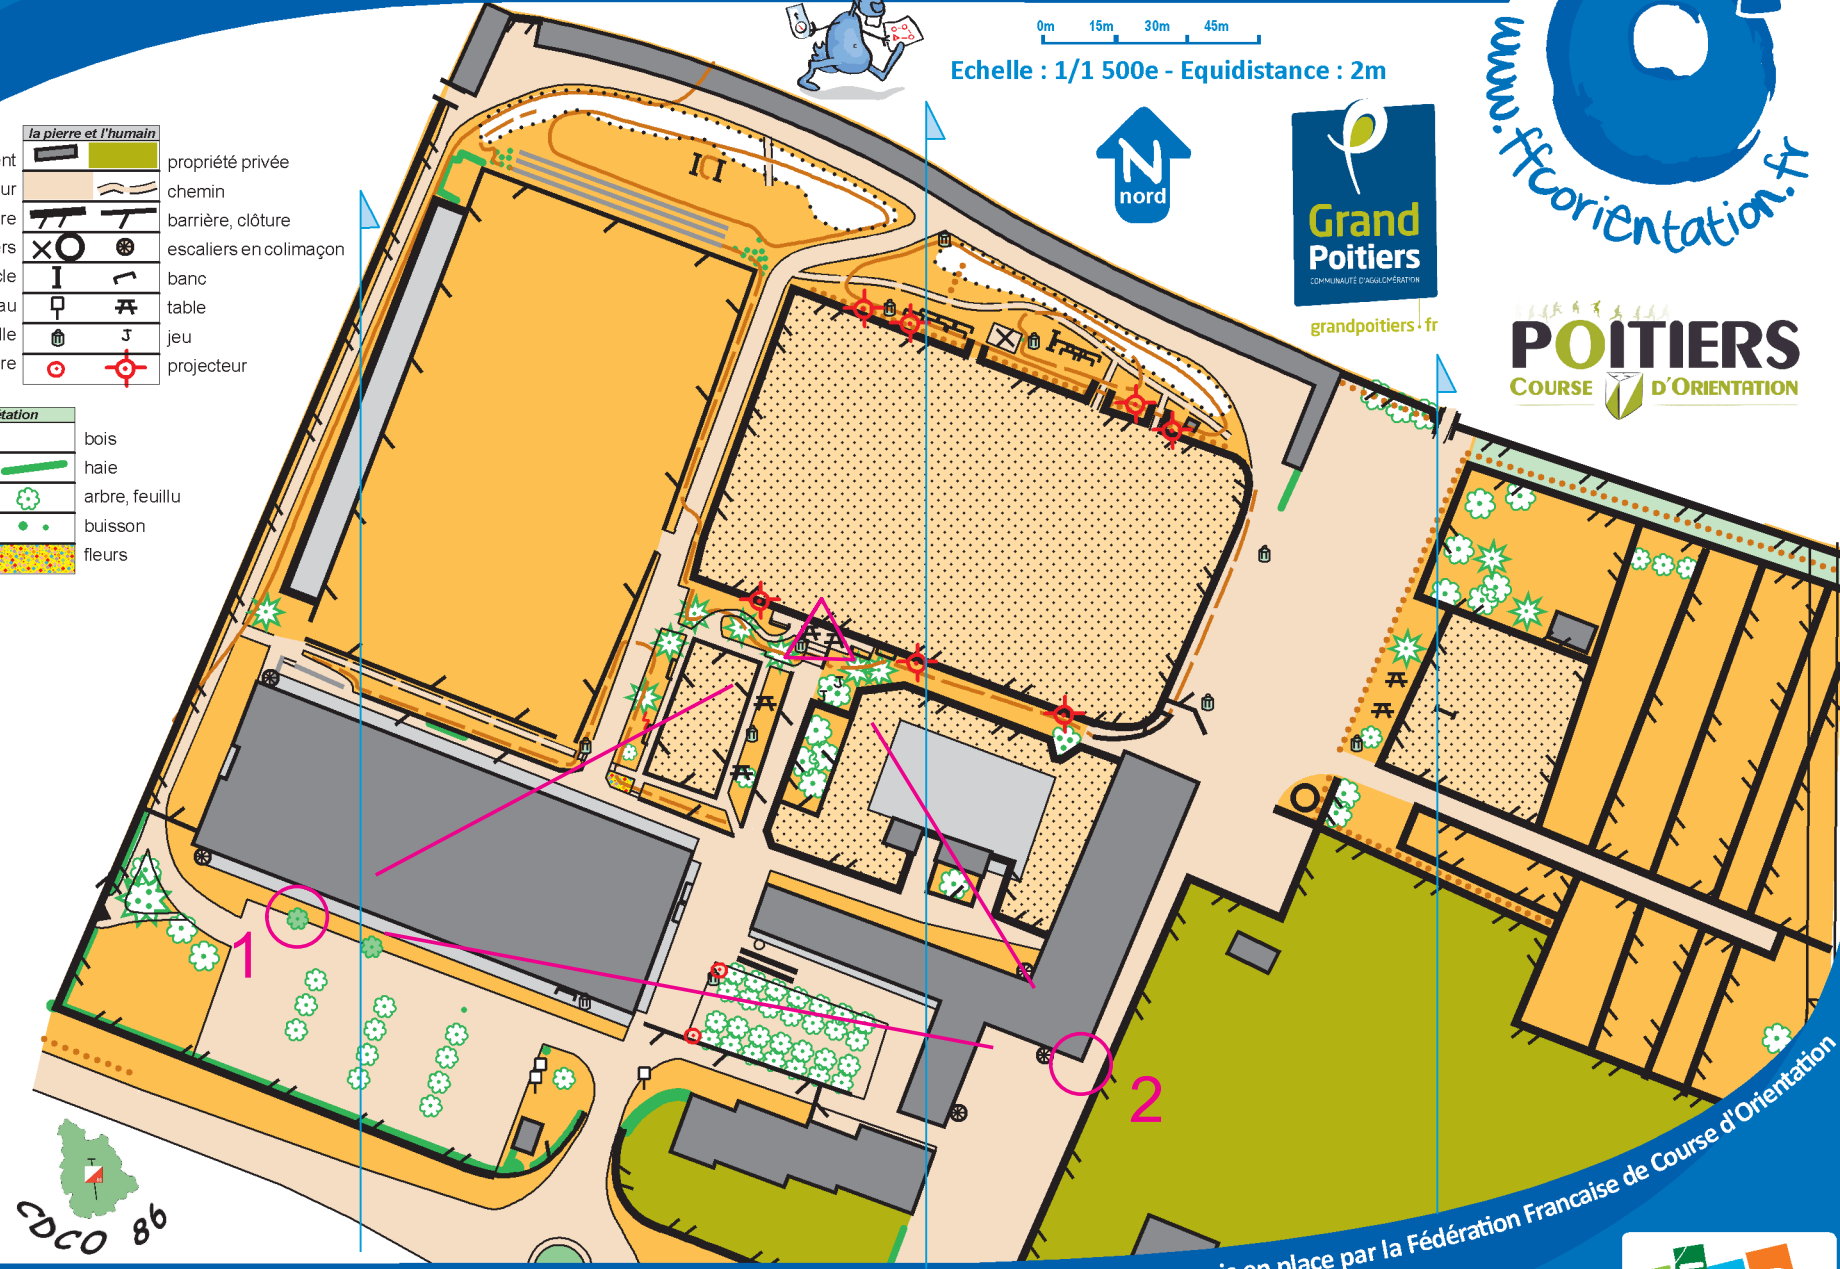 0m 15m 30m 45m
Echelle : 1/1 500e - Equidistance : 2m
N
nord
Grand
Poitiers
COMMUNAUTÉ D'AGGLOMÉRATION
grandpoitiers.fr
www.ffcorientation.fr
POITIERS
COURSE D'ORIENTATION
la pierre et l'humain
propriété privée
chemin
barrière, clôture
escaliers en colimaçon
banc
table
jeu
projecteur
bois
haie
arbre, feuillu
buisson
fleurs
1
2
CDCO 86
en place par la Fédération Francaise de Course d'Orientation